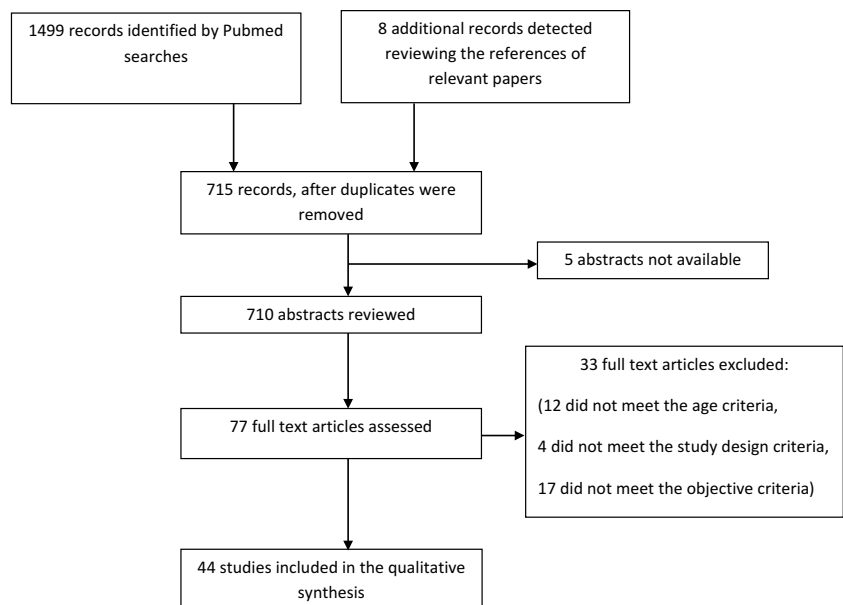 1499 records identified by Pubmed
searches
8 additional records detected
reviewing the references of
relevant papers
715 records, after duplicates were
removed
5 abstracts not available
710 abstracts reviewed
33 full text articles excluded:
(12 did not meet the age criteria,
4 did not meet the study design criteria,
17 did not meet the objective criteria)
77 full text articles assessed
44 studies included in the qualitative
synthesis